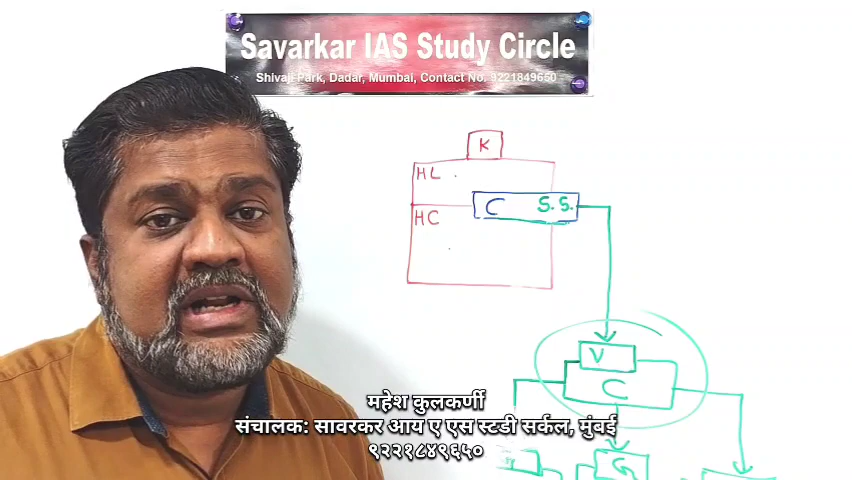 Savarkar IAS Study Circle
Shivaji Park, Dadar, Mumbai, Contact No. 9221849650
K
HL
C S.S.
HC
V
C
महेश कुलकर्णी
संचालक: सावरकर आय ए एस स्टडी सर्कल, मुंबई
९२२१८४९६५०
G